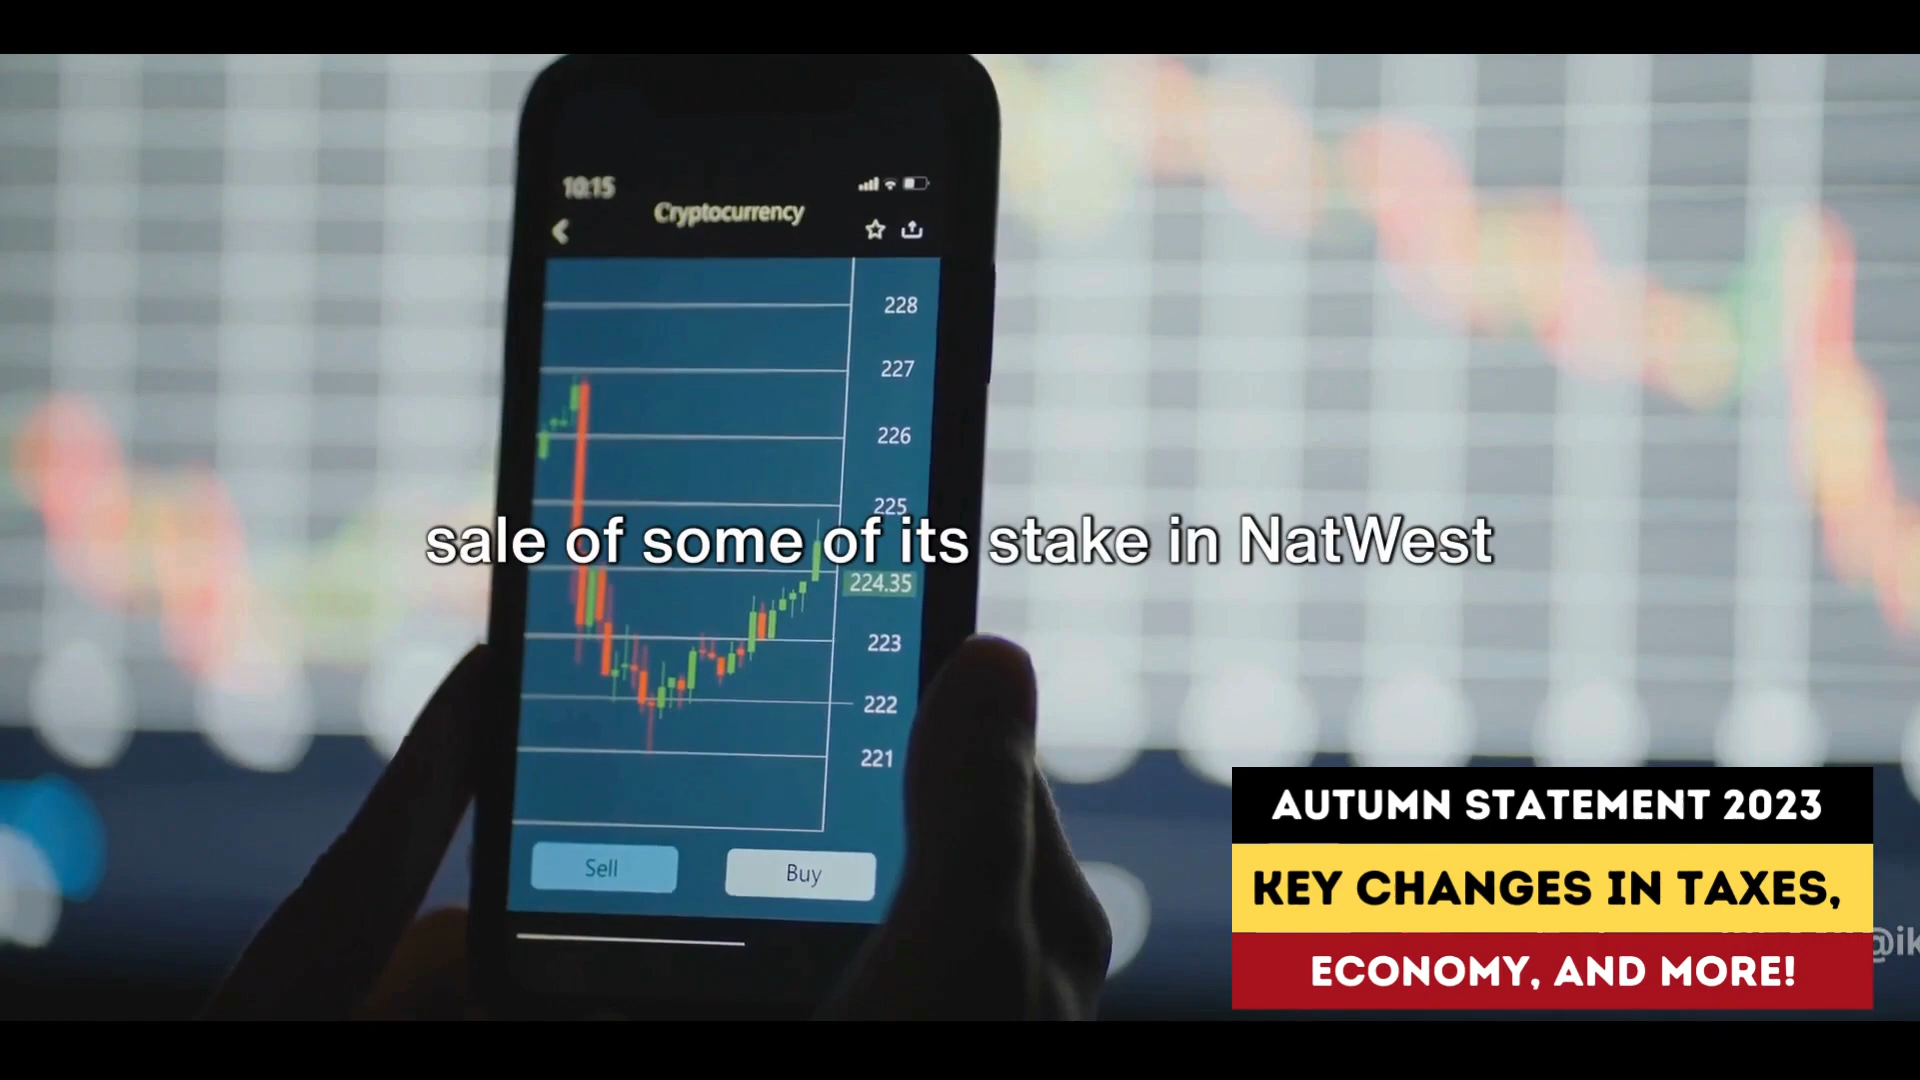 10:15
Cryptocurrency
228
227
226
225
sale of some of its stake in NatWest
224.35
223
222
221
Sell
Buy
AUTUMN STATEMENT 2023
KEY CHANGES IN TAXES,
ECONOMY, AND MORE!